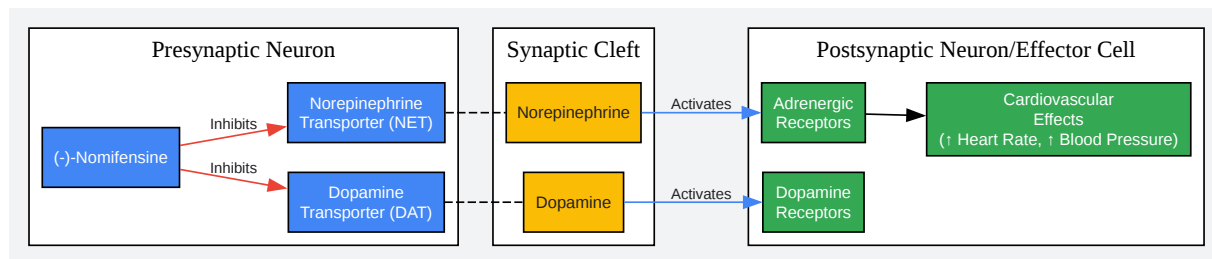 Presynaptic Neuron
Synaptic Cleft
Postsynaptic Neuron/Effector Cell
(-)-Nomifensine
Inhibits
Inhibits
Norepinephrine
Transporter (NET)
Dopamine
Transporter (DAT)
Norepinephrine
Dopamine
Activates
Activates
Adrenergic
Receptors
Dopamine
Receptors
Cardiovascular
Effects
(↑ Heart Rate, ↑ Blood Pressure)